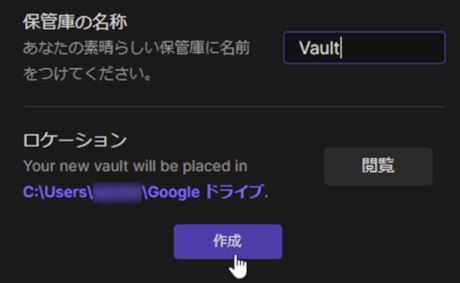 保管庫の名称
あなたの素晴らしい保管庫に名前
をつけてください。
Vault
ロケーション
Your new vault will be placed in
C:\Users\ \Google ドライブ.
閲覧
作成